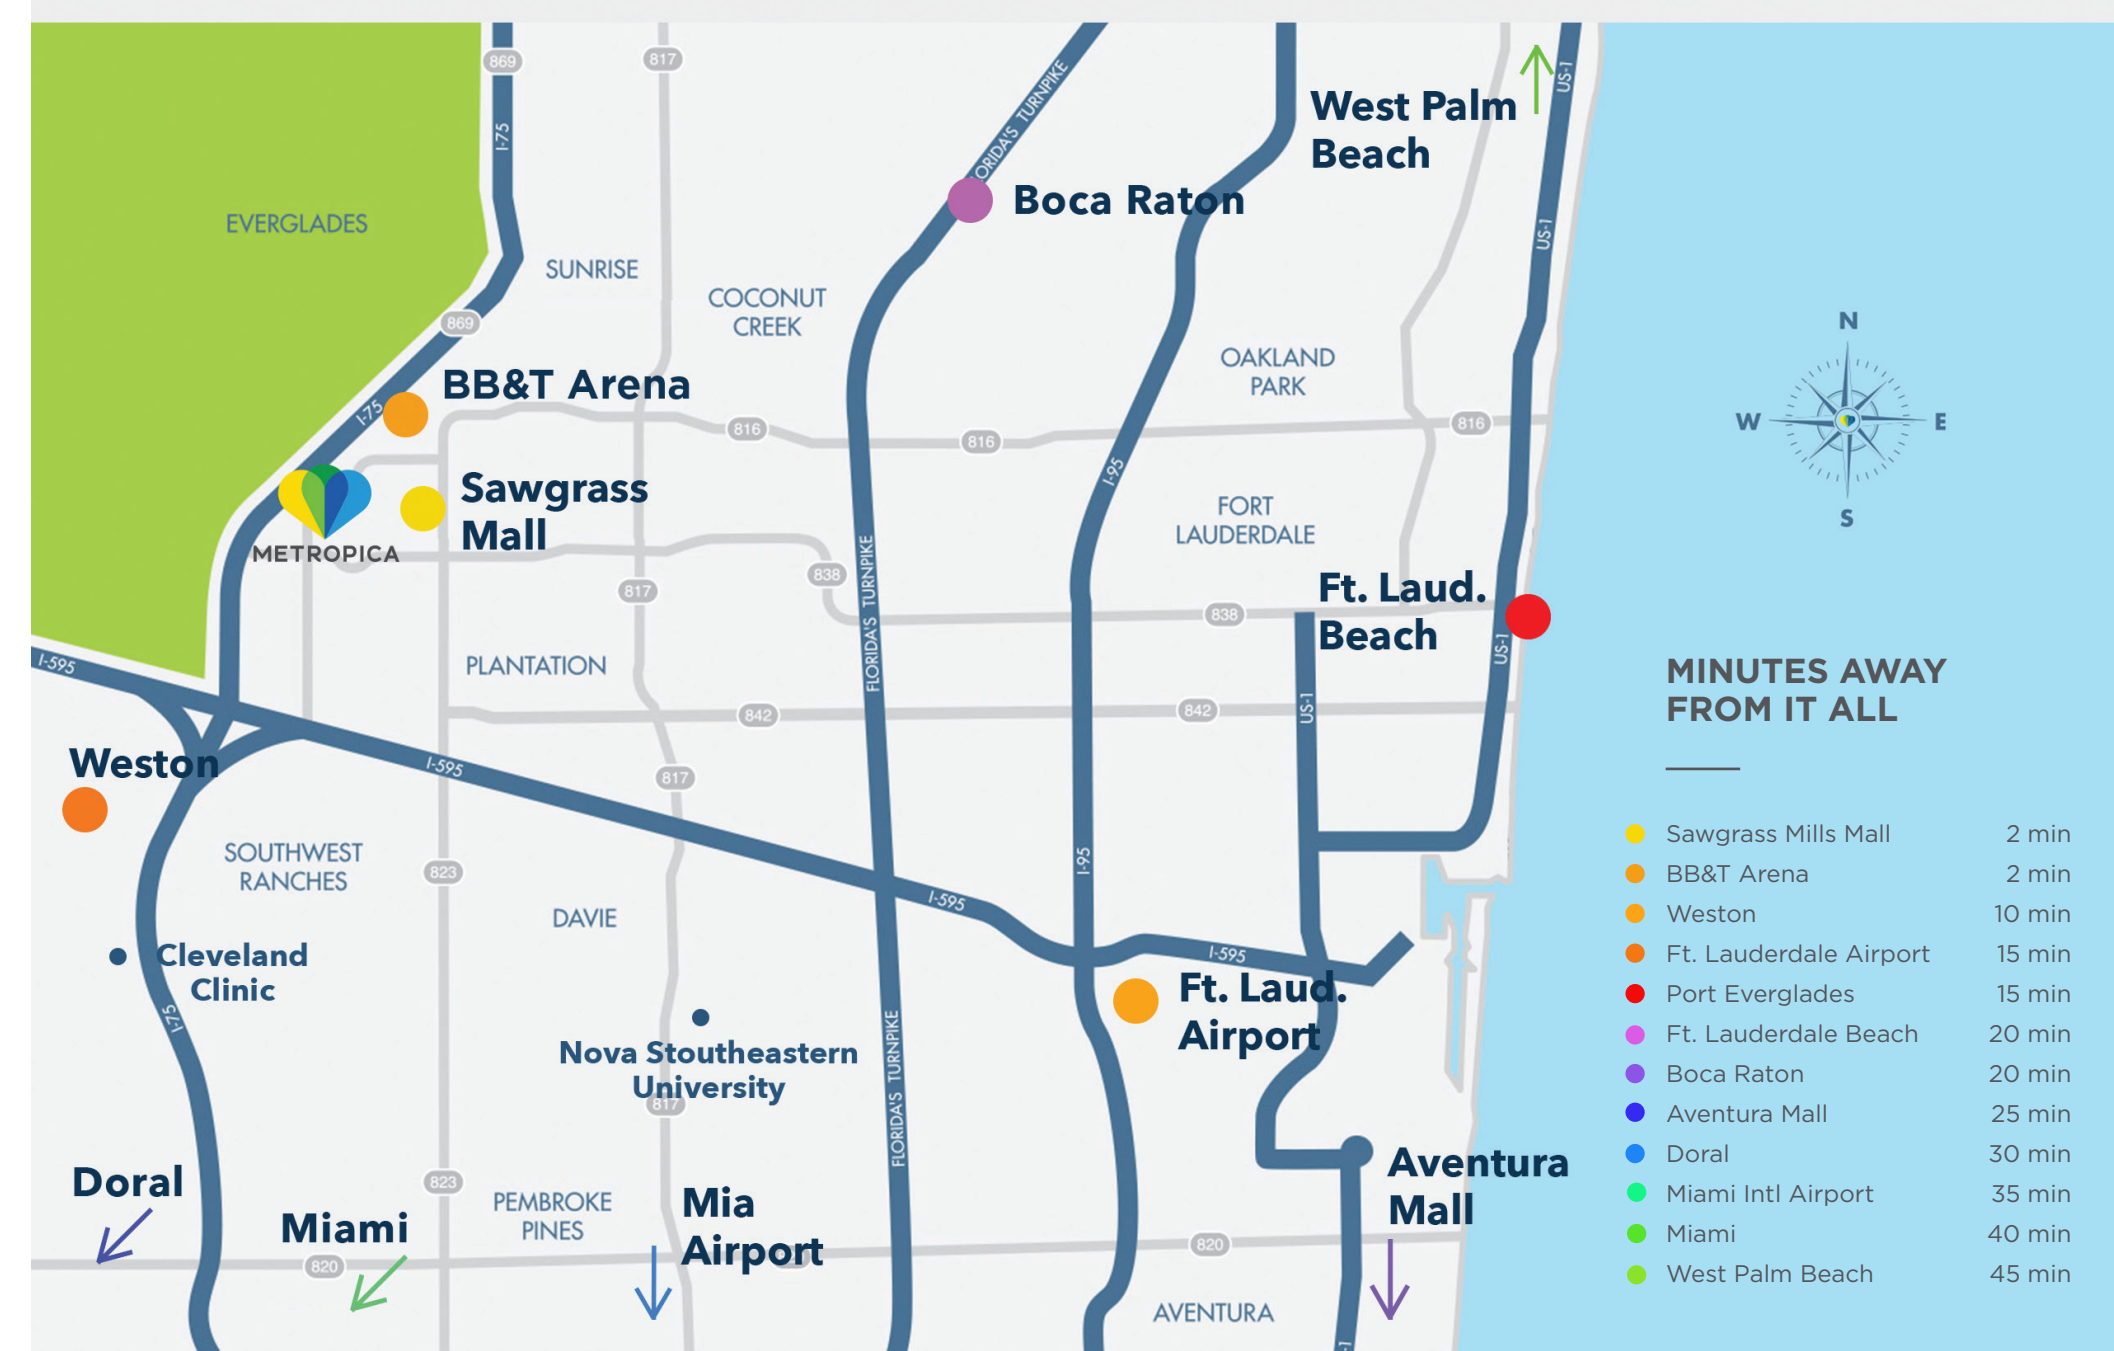 869
817
I-75
FLORIDA'S TURNPIKE
US-1
West Palm
Beach
Boca Raton
EVERGLADES
US-1
SUNRISE
COCONUT
CREEK
869
N
OAKLAND
PARK
BB&T Arena
I-75
816
816
816
W
E
I-95
Sawgrass
Mall
METROPICA
FORT
LAUDERDALE
S
838
817
FLORIDA'S TURNPIKE
838
Ft. Laud.
Beach
US-1
I-595
PLANTATION
842
842
US-1
MINUTES AWAY
FROM IT ALL
Weston
I-595
817
SOUTHWEST
RANCHES
823
I-95
DAVIE
I-595
I-595
Cleveland
Clinic
I-75
Ft. Laud.
Airport
Nova Stoutheastern
University
817
FLORIDA'S TURNPIKE
Sawgrass Mills Mall 2 min
BB&T Arena 2 min
Weston 10 min
Ft. Lauderdale Airport 15 min
Port Everglades 15 min
Ft. Lauderdale Beach 20 min
Boca Raton 20 min
Aventura Mall 25 min
Doral 30 min
Miami Intl Airport 35 min
Miami 40 min
West Palm Beach 45 min
Doral
823
Miami
PEMBROKE
PINES
Mia
Airport
Aventura
Mall
820
820
AVENTURA